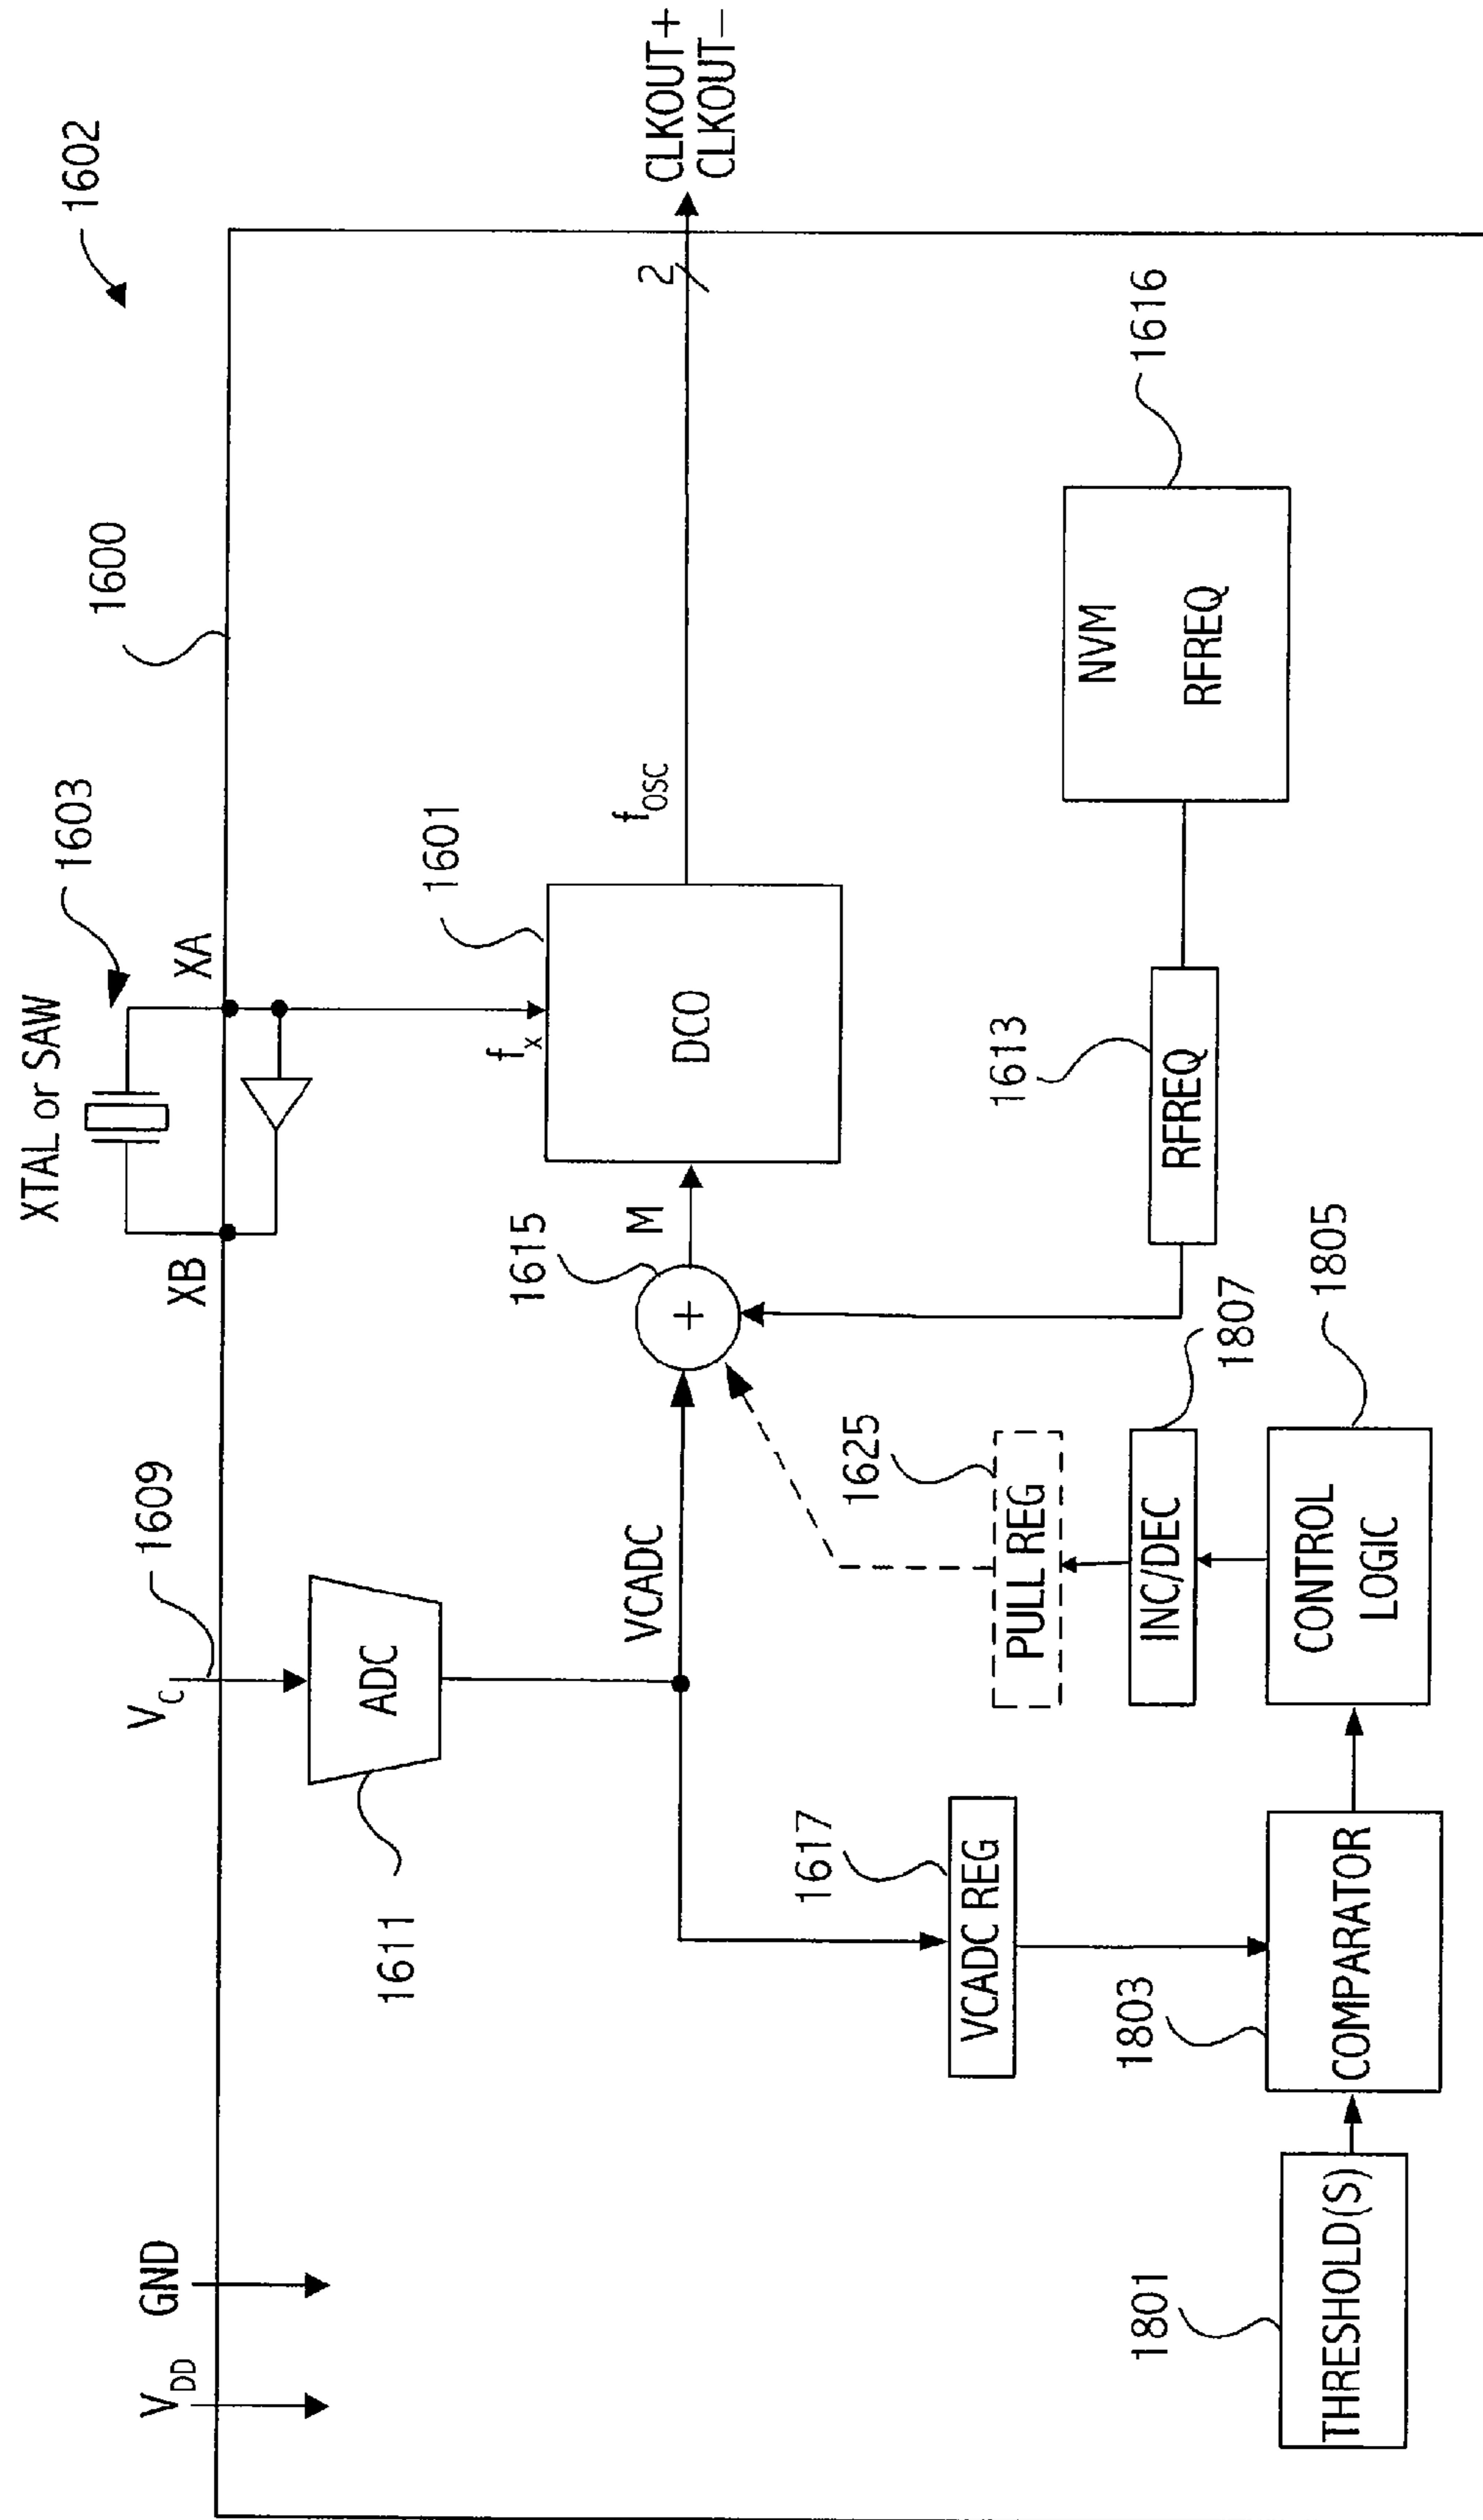 1602
XTAL or SAW
1603
1600
V_DD
GND
V_C
1609
XB
XA
1611
ADC
1615
f_x
1601
M
DCO
f_OSC
2
CLKOUT+
CLKOUT−
VCADC
1617
VCADC REG
1625
PULL REG
1613
RFREQ
NVM
RFREQ
1616
1807
INC/DEC
1801
THRESHOLD(S)
1803
COMPARATOR
CONTROL
LOGIC
1805